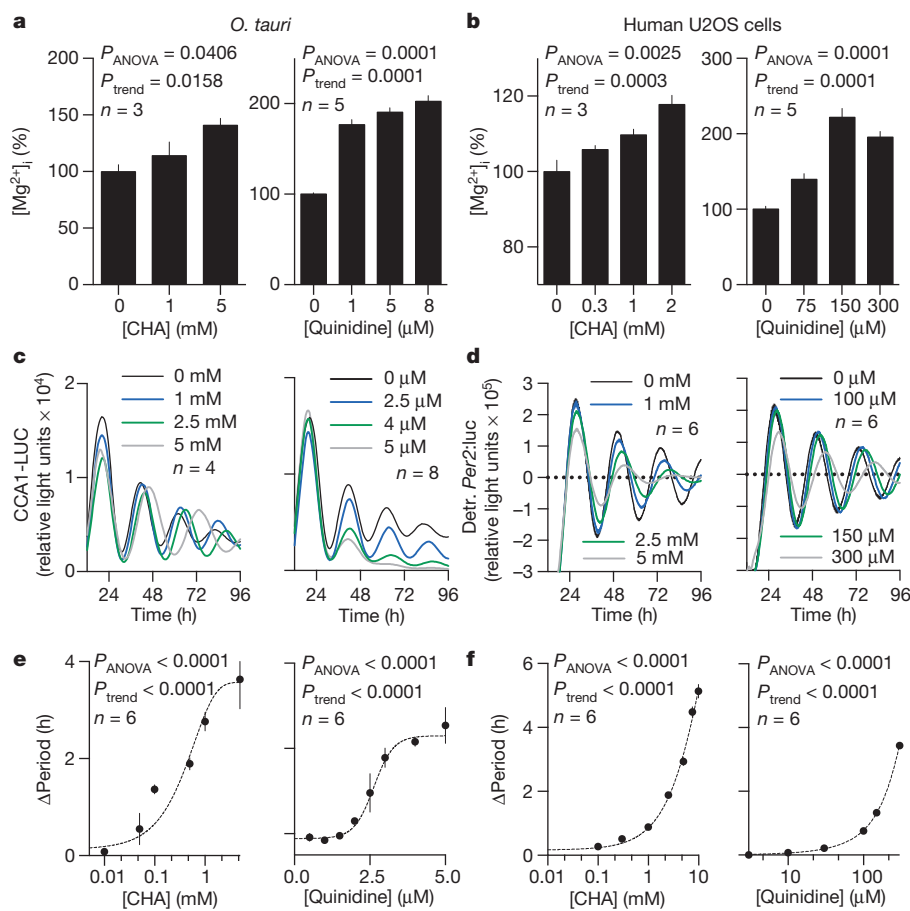 a
O. tauri
P_ANOVA = 0.0406
P_trend = 0.0158
n = 3
[Mg2+]i (%)
200
150
100
50
0
0 1 5
[CHA] (mM)
P_ANOVA = 0.0001
P_trend = 0.0001
n = 5
200
100
0
0 1 5 8
[Quinidine] (μM)
b
Human U2OS cells
P_ANOVA = 0.0025
P_trend = 0.0003
n = 3
[Mg2+]i (%)
120
100
80
0 0.3 1 2
[CHA] (mM)
P_ANOVA = 0.0001
P_trend = 0.0001
n = 5
300
200
100
0
0 75 150 300
[Quinidine] (μM)
c
CCA1-LUC
(relative light units × 10^4)
2
1
0
0 mM
1 mM
2.5 mM
5 mM
n = 4
24 48 72 96
Time (h)
0 μM
2.5 μM
4 μM
5 μM
n = 8
24 48 72 96
Time (h)
d
Detr. Per2:luc
(relative light units × 10^5)
3
2
1
0
−1
−2
−3
0 mM
1 mM
n = 6
2.5 mM
5 mM
24 48 72 96
Time (h)
0 μM
100 μM
n = 6
150 μM
300 μM
24 48 72 96
Time (h)
e
P_ANOVA < 0.0001
P_trend < 0.0001
n = 6
ΔPeriod (h)
4
2
0
0.01 0.1 1
[CHA] (mM)
P_ANOVA < 0.0001
P_trend < 0.0001
n = 6
0.0 2.5 5.0
[Quinidine] (μM)
f
P_ANOVA < 0.0001
P_trend < 0.0001
n = 6
ΔPeriod (h)
6
4
2
0
0.01 0.1 1 10
[CHA] (mM)
P_ANOVA < 0.0001
P_trend < 0.0001
n = 6
10 100
[Quinidine] (μM)